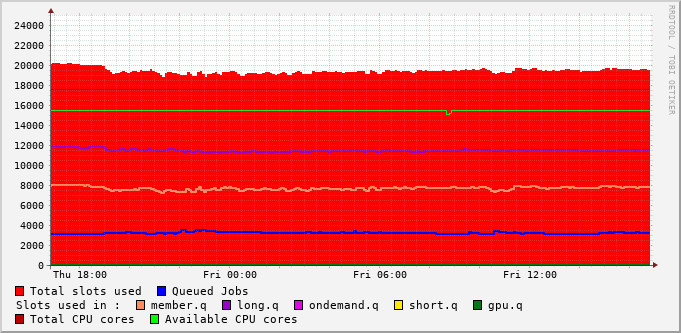 RRDTOOL / TOBI OETIKER
24000
22000
20000
18000
16000
14000
12000
10000
8000
6000
4000
2000
0
Thu 18:00 Fri 00:00 Fri 06:00 Fri 12:00
Total slots used Queued Jobs
Slots used in : member.q long.q ondemand.q short.q gpu.q
Total CPU cores Available CPU cores